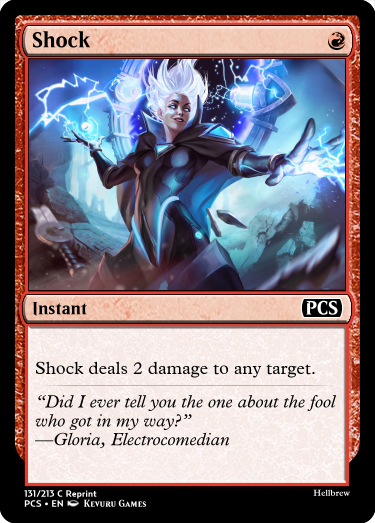 Shock
Instant
PCS
Shock deals 2 damage to any target.
“Did I ever tell you the one about the fool
who got in my way?”
—Gloria, Electrocomedian
131/213 C Reprint
Hellbrew
PCS • EN Kevuru Games